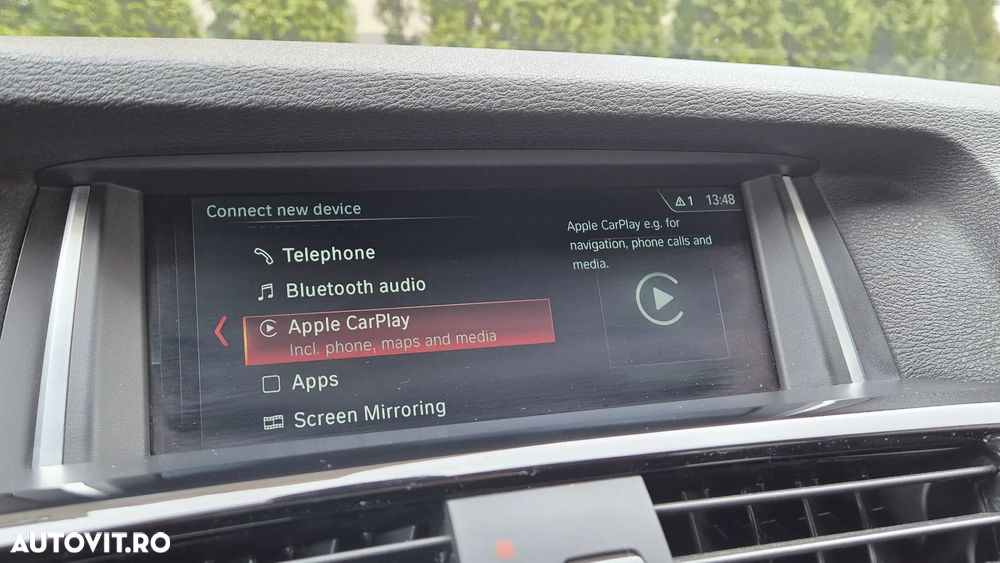 Connect new device
⚠1 13:48
Telephone
Bluetooth audio
Apple CarPlay
Incl. phone, maps and media
Apps
Screen Mirroring
Apple CarPlay e.g. for
navigation, phone calls and
media.
AUTOVIT.RO